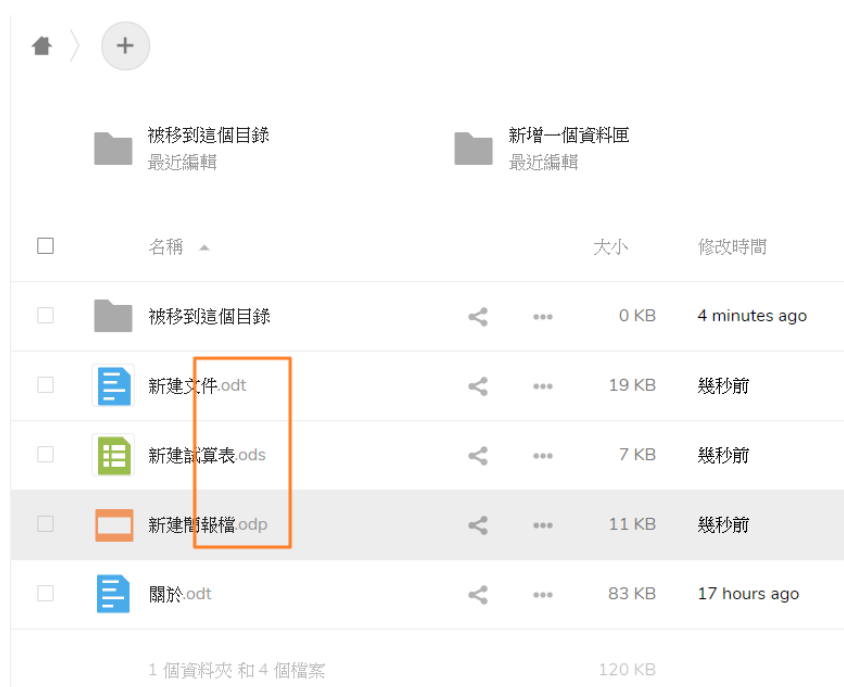 被移到這個目錄 新增一個資料匣
最近編輯 最近編輯
名稱 大小 修改時間
被移到這個目錄 0 KB 4 minutes ago
新建文件.odt 19 KB 幾秒前
新建試算表.ods 7 KB 幾秒前
新建簡報檔.odp 11 KB 幾秒前
關於.odt 83 KB 17 hours ago
1 個資料夾 和 4 個檔案 120 KB